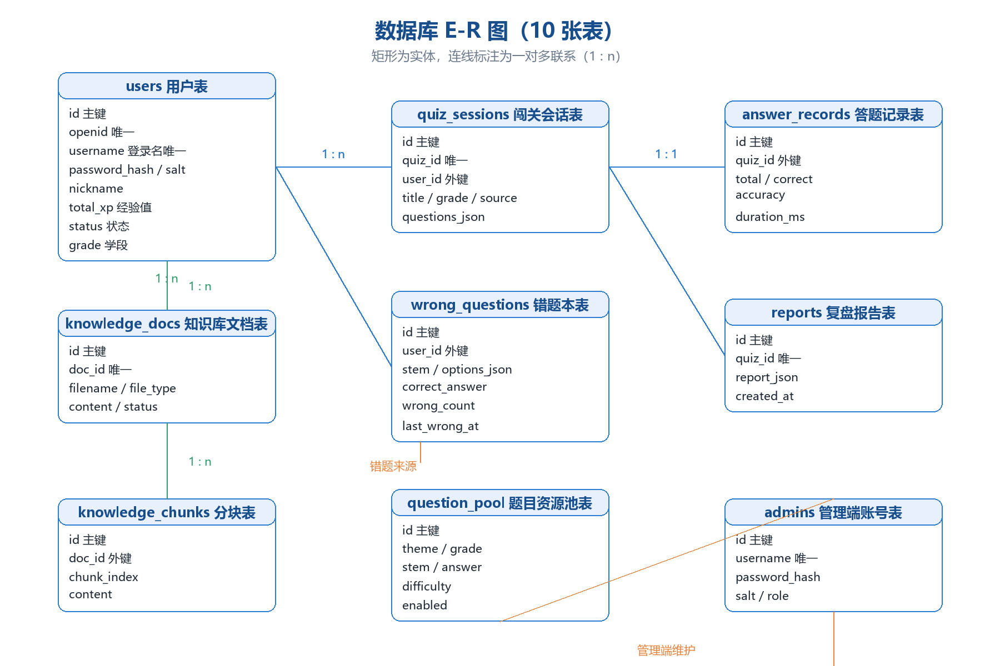 数据库 E-R 图（10 张表）
矩形为实体，连线标注为一对多联系（1 : n）
users 用户表
id 主键
openid 唯一
username 登录名唯一
password_hash / salt
nickname
total_xp 经验值
status 状态
grade 学段
1 : n
quiz_sessions 闯关会话表
id 主键
quiz_id 唯一
user_id 外键
title / grade / source
questions_json
1 : 1
answer_records 答题记录表
id 主键
quiz_id 外键
total / correct
accuracy
duration_ms
1 : n
1 : n
knowledge_docs 知识库文档表
id 主键
doc_id 唯一
filename / file_type
content / status
wrong_questions 错题本表
id 主键
user_id 外键
stem / options_json
correct_answer
wrong_count
last_wrong_at
reports 复盘报告表
id 主键
quiz_id 唯一
report_json
created_at
1 : n
错题来源
knowledge_chunks 分块表
id 主键
doc_id 外键
chunk_index
content
question_pool 题目资源池表
id 主键
theme / grade
stem / answer
difficulty
enabled
admins 管理端账号表
id 主键
username 唯一
password_hash
salt / role
管理端维护